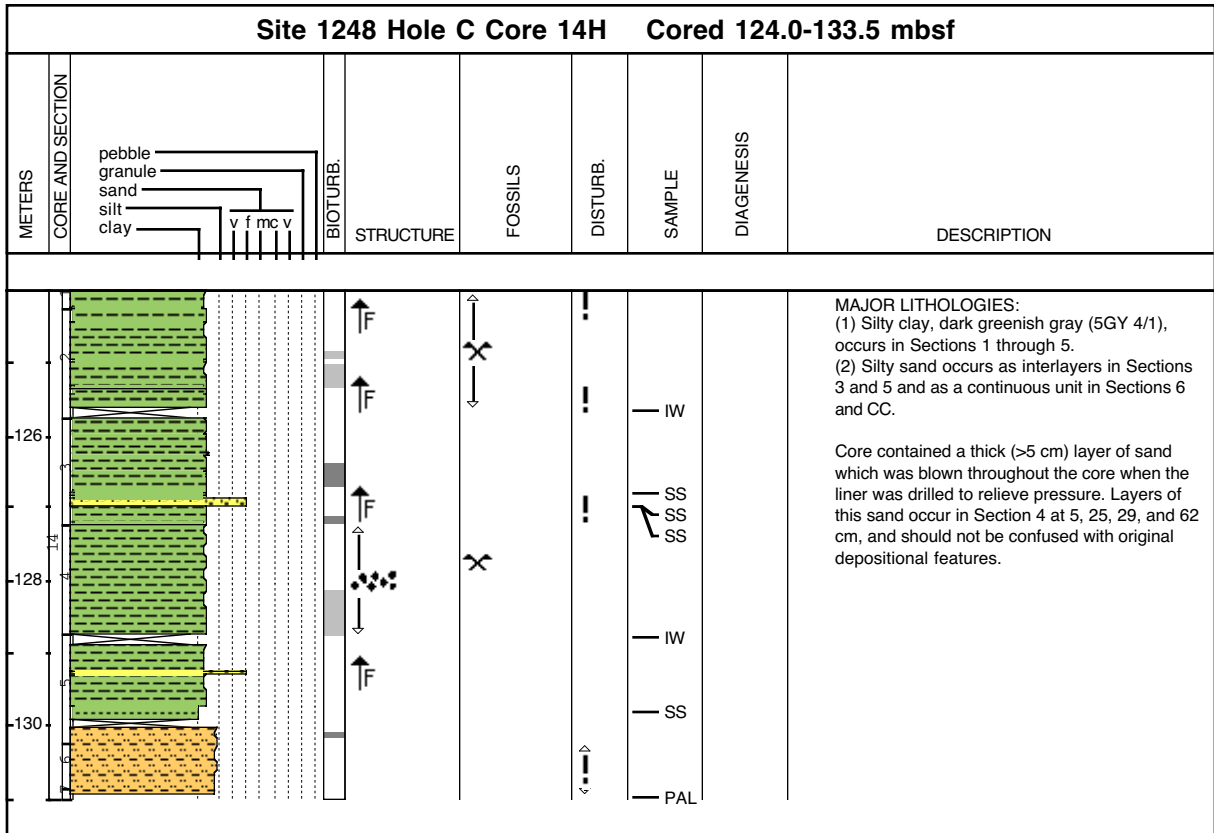 Site 1248 Hole C Core 14H Cored 124.0-133.5 mbsf
METERS
CORE AND SECTION
pebble
granule
sand
silt
clay
v f m c v
BIOTURB.
STRUCTURE
FOSSILS
DISTURB.
SAMPLE
DIAGENESIS
DESCRIPTION
126
128
130
14
2
3
4
5
6
F
F
F
F
IW
SS
SS
SS
IW
SS
PAL
MAJOR LITHOLOGIES:
(1) Silty clay, dark greenish gray (5GY 4/1),
occurs in Sections 1 through 5.
(2) Silty sand occurs as interlayers in Sections
3 and 5 and as a continuous unit in Sections 6
and CC.
Core contained a thick (>5 cm) layer of sand
which was blown throughout the core when the
liner was drilled to relieve pressure. Layers of
this sand occur in Section 4 at 5, 25, 29, and 62
cm, and should not be confused with original
depositional features.